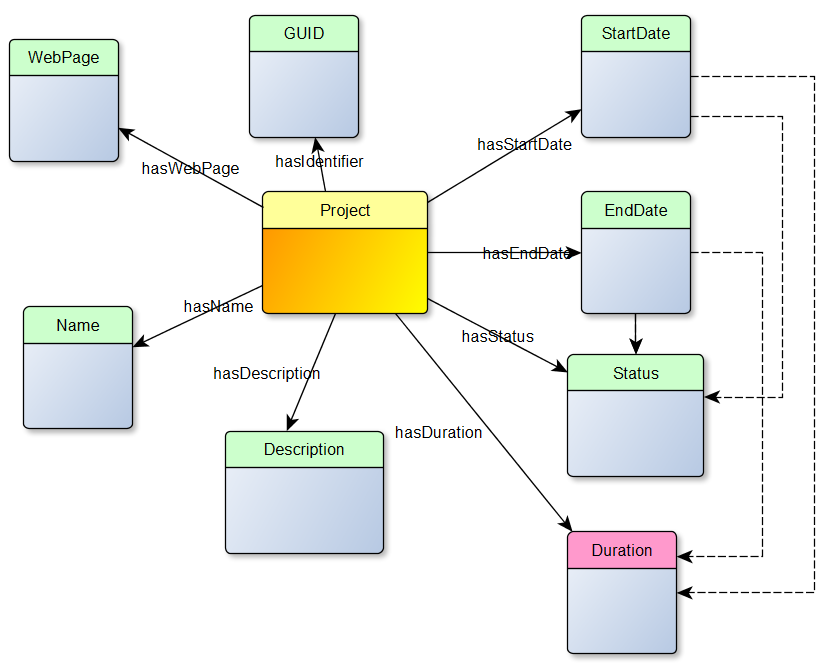 GUID
StartDate
WebPage
hasStartDate
hasIdentifier
hasWebPage
Project
EndDate
hasEndDate
hasName
Name
hasStatus
hasDescription
Status
hasDuration
Description
Duration